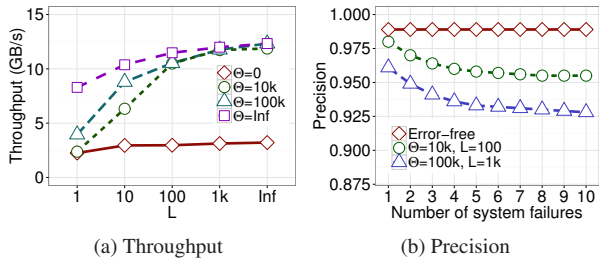 Throughput (GB/s)
15
10
5
0
Θ=0
Θ=10k
Θ=100k
Θ=Inf
1 10 100 1k Inf
L
(a) Throughput
Precision
1.000
0.975
0.950
0.925
0.900
0.875
Error-free
Θ=10k, L=100
Θ=100k, L=1k
1 2 3 4 5 6 7 8 9 10
Number of system failures
(b) Precision